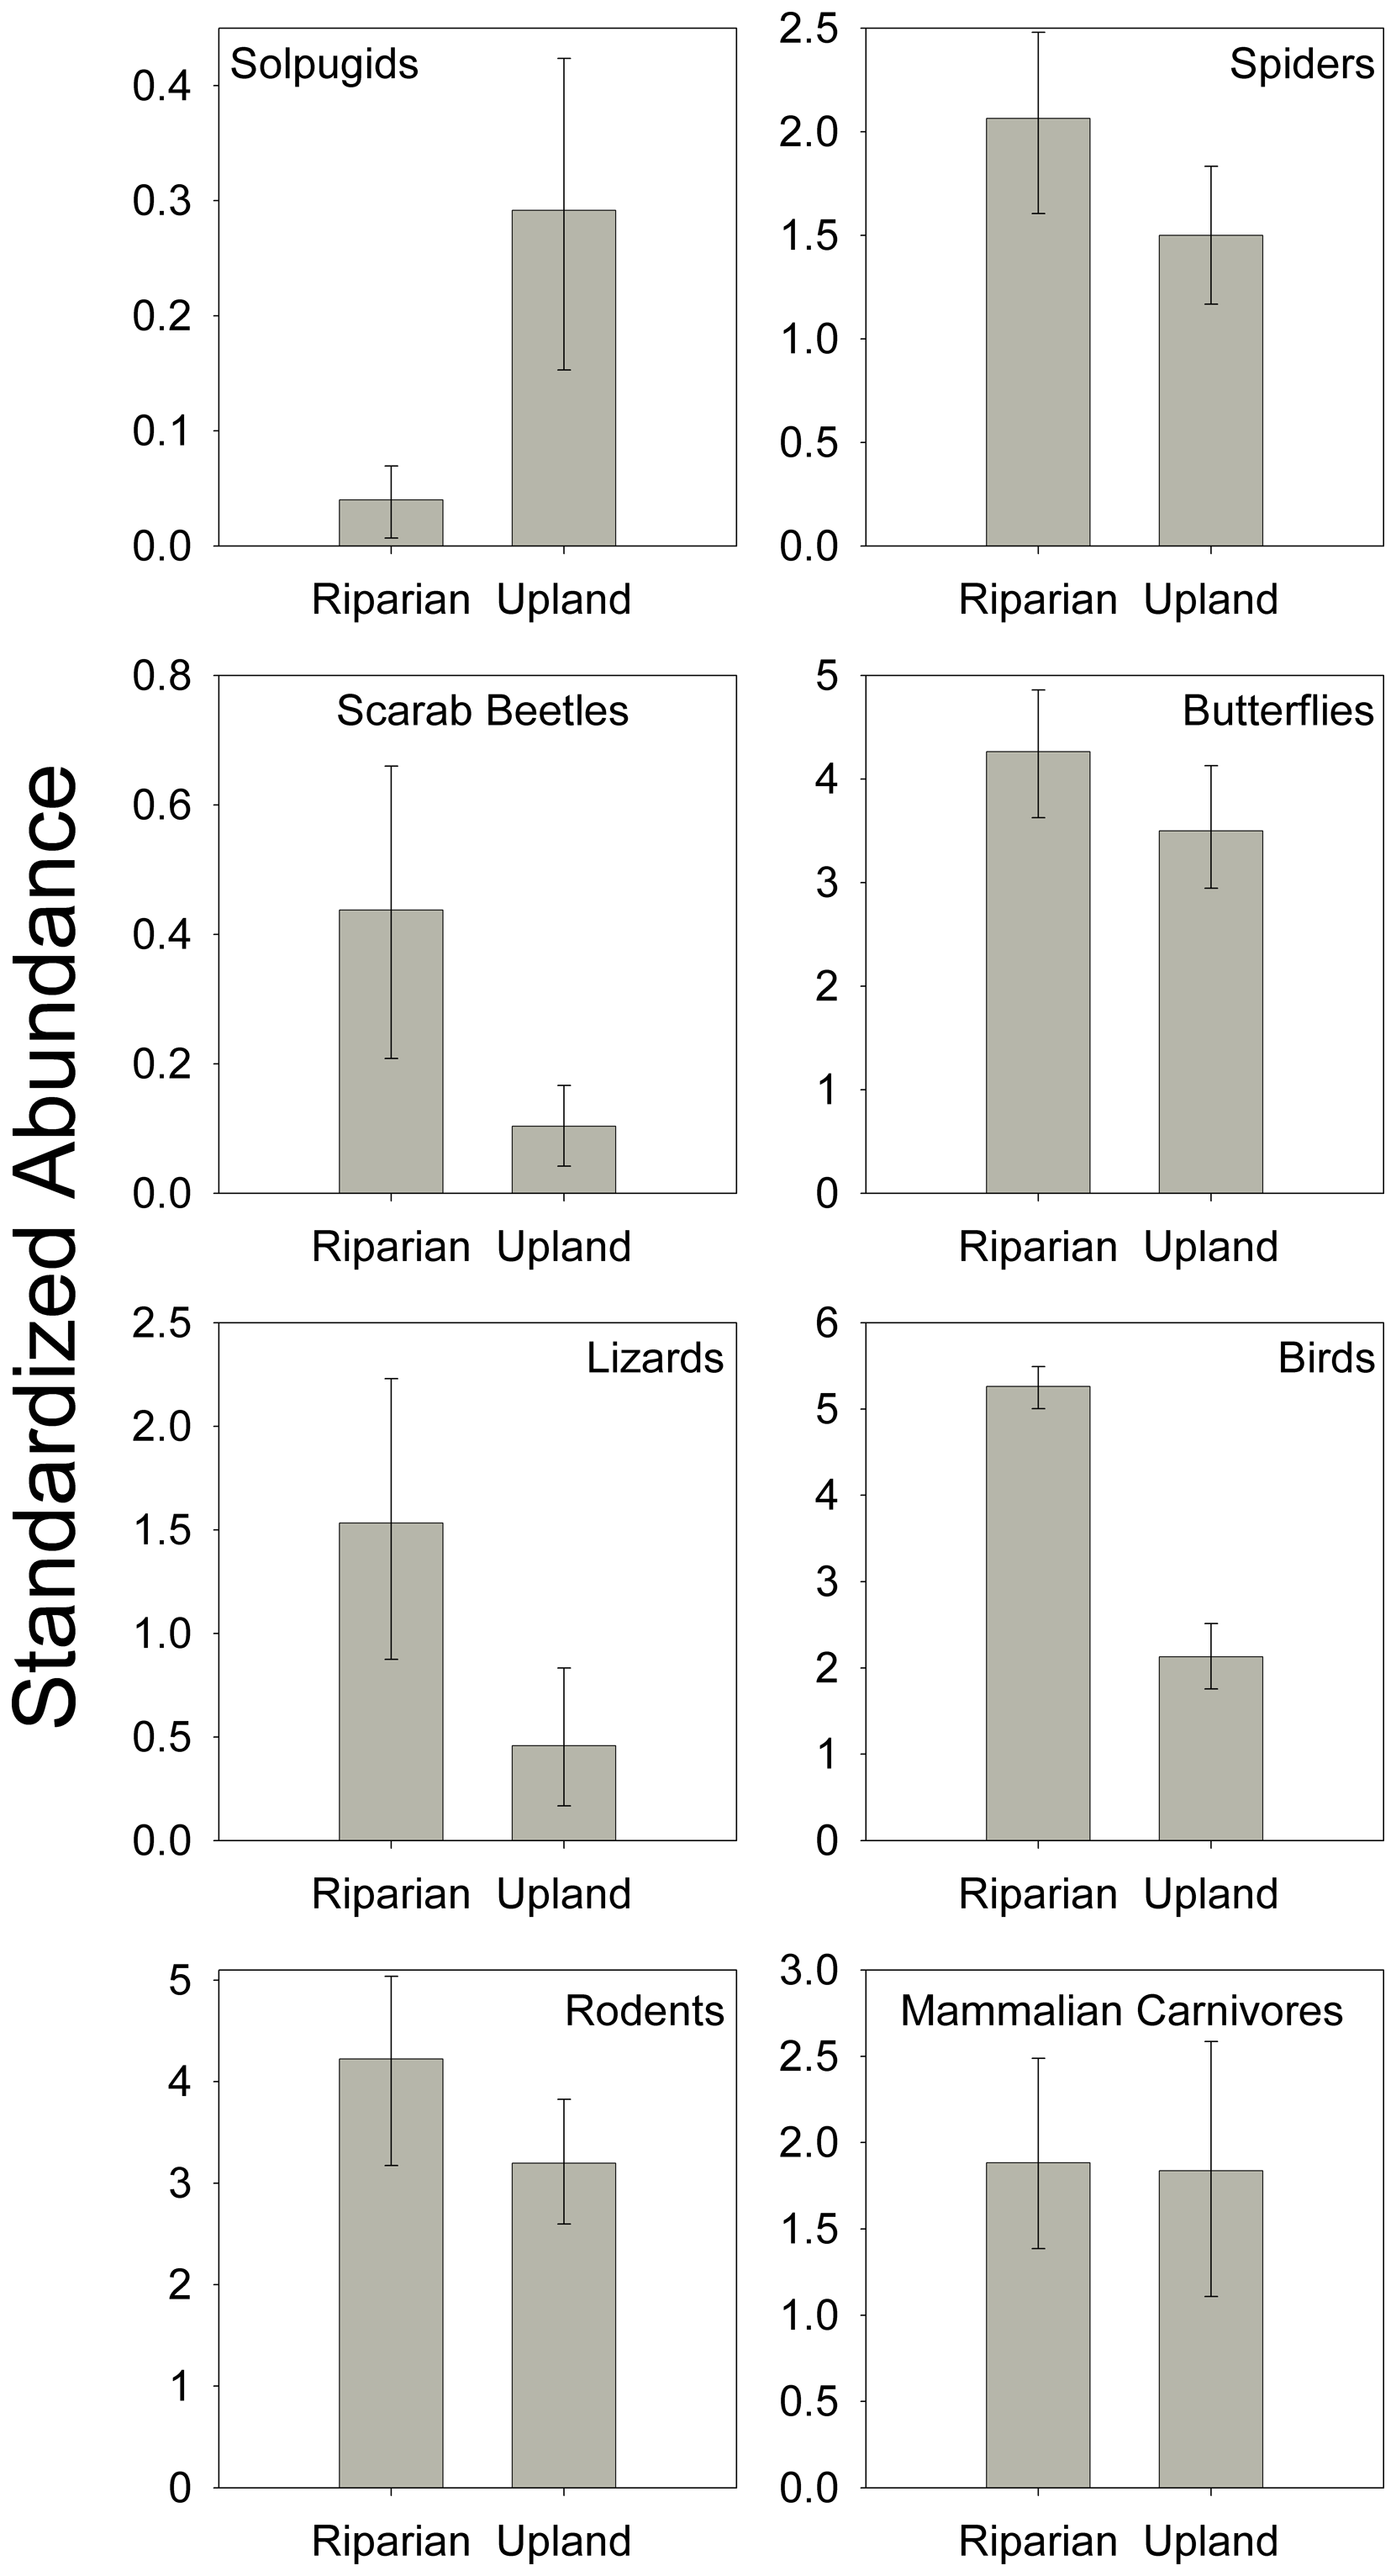 Standardized Abundance
Solpugids
0.4
0.3
0.2
0.1
0.0
Riparian Upland
Spiders
2.5
2.0
1.5
1.0
0.5
0.0
Riparian Upland
Scarab Beetles
0.8
0.6
0.4
0.2
0.0
Riparian Upland
Butterflies
5
4
3
2
1
0
Riparian Upland
Lizards
2.5
2.0
1.5
1.0
0.5
0.0
Riparian Upland
Birds
6
5
4
3
2
1
0
Riparian Upland
Rodents
5
4
3
2
1
0
Riparian Upland
Mammalian Carnivores
3.0
2.5
2.0
1.5
1.0
0.5
0.0
Riparian Upland